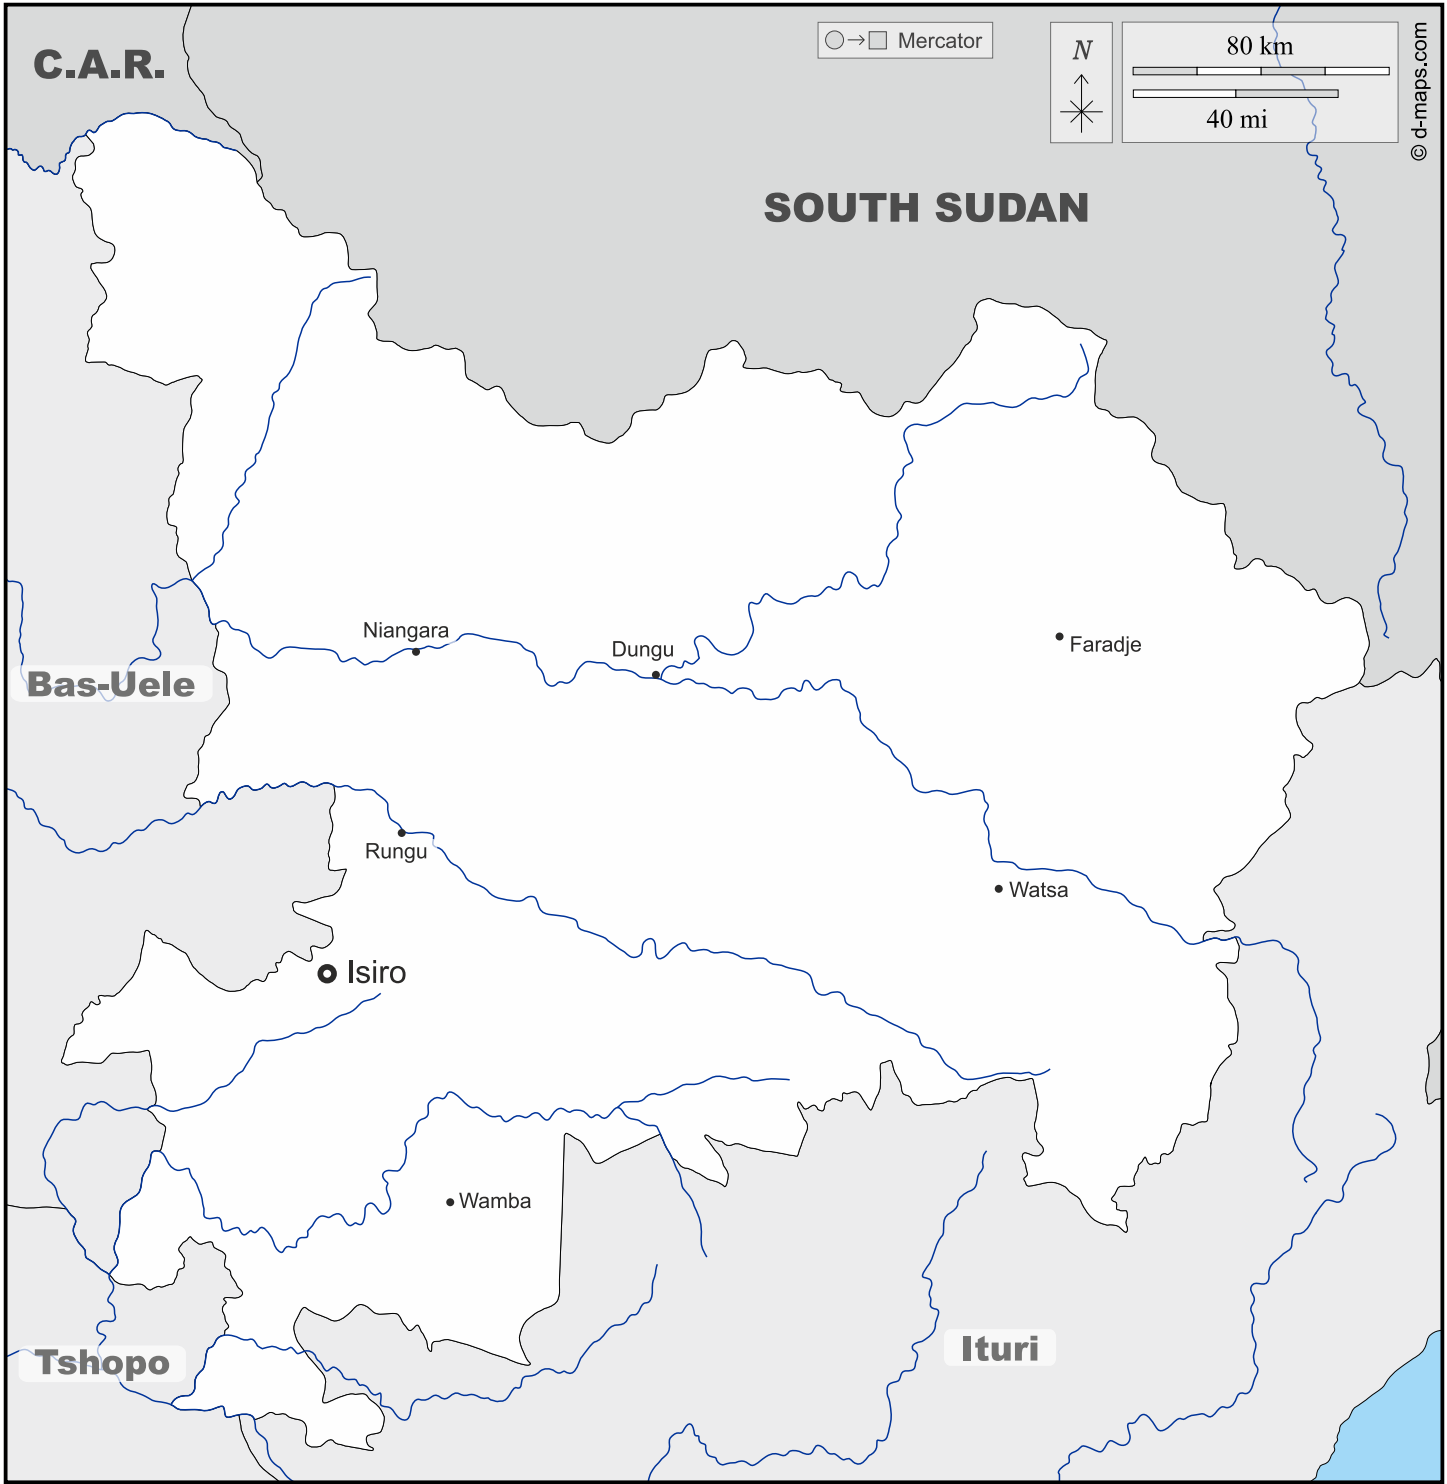 C.A.R.
Mercator
N
80 km
40 mi
© d-maps.com
SOUTH SUDAN
Niangara
Dungu
Faradje
Bas-Uele
Rungu
Watsa
Isiro
Wamba
Tshopo
Ituri